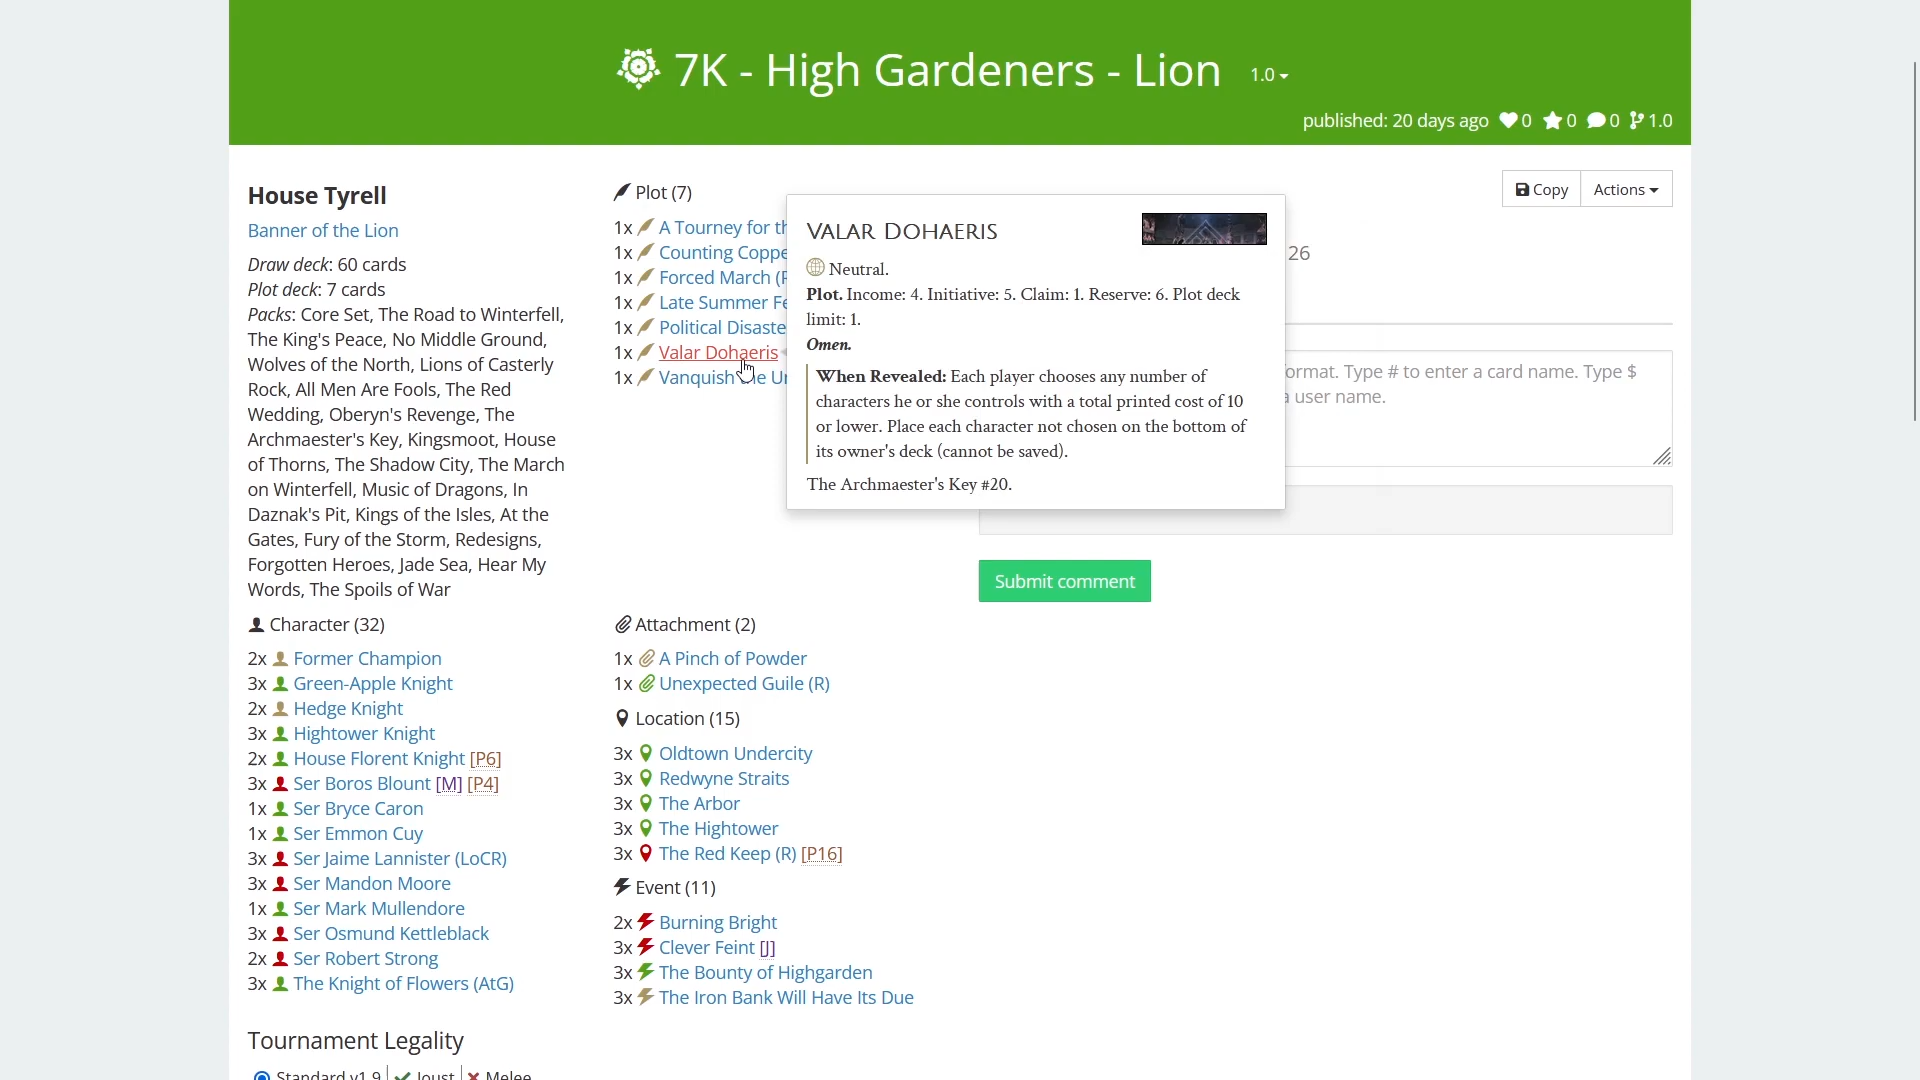 7K - High Gardeners - Lion 1.0
published: 20 days ago 0 0 0 1.0
House Tyrell
Banner of the Lion
Draw deck: 60 cards
Plot deck: 7 cards
Packs: Core Set, The Road to Winterfell,
The King's Peace, No Middle Ground,
Wolves of the North, Lions of Casterly
Rock, All Men Are Fools, The Red
Wedding, Oberyn's Revenge, The
Archmaester's Key, Kingsmoot, House
of Thorns, The Shadow City, The March
on Winterfell, Music of Dragons, In
Daznak's Pit, Kings of the Isles, At the
Gates, Fury of the Storm, Redesigns,
Forgotten Heroes, Jade Sea, Hear My
Words, The Spoils of War
Plot (7)
1x A Tourney for
1x Counting
1x Forced March
1x Late Summer
1x Political
1x Valar Dohaeris
1x Vanquish
VALAR DOHAERIS
Neutral.
Plot. Income: 4. Initiative: 5. Claim: 1. Reserve: 6. Plot deck
limit: 1.
Omen.
When Revealed: Each player chooses any number of
characters he or she controls with a total printed cost of 10
or lower. Place each character not chosen on the bottom of
its owner's deck (cannot be saved).
The Archmaester's Key #20.
Copy Actions
26
ormat. Type # to enter a card name. Type $
user name.
Submit comment
Character (32)
2x Former Champion
3x Green-Apple Knight
2x Hedge Knight
3x Hightower Knight
2x House Florent Knight [P6]
3x Ser Boros Blount [M] [P4]
1x Ser Bryce Caron
1x Ser Emmon Cuy
3x Ser Jaime Lannister (LoCR)
3x Ser Mandon Moore
1x Ser Mark Mullendore
3x Ser Osmund Kettleblack
2x Ser Robert Strong
3x The Knight of Flowers (AtG)
Attachment (2)
1x A Pinch of Powder
1x Unexpected Guile (R)
Location (15)
3x Oldtown Undercity
3x Redwyne Straits
3x The Arbor
3x The Hightower
3x The Red Keep (R) [P16]
Event (11)
2x Burning Bright
3x Clever Feint [J]
3x The Bounty of Highgarden
3x The Iron Bank Will Have Its Due
Tournament Legality
Standard v1.9 Joust Melee